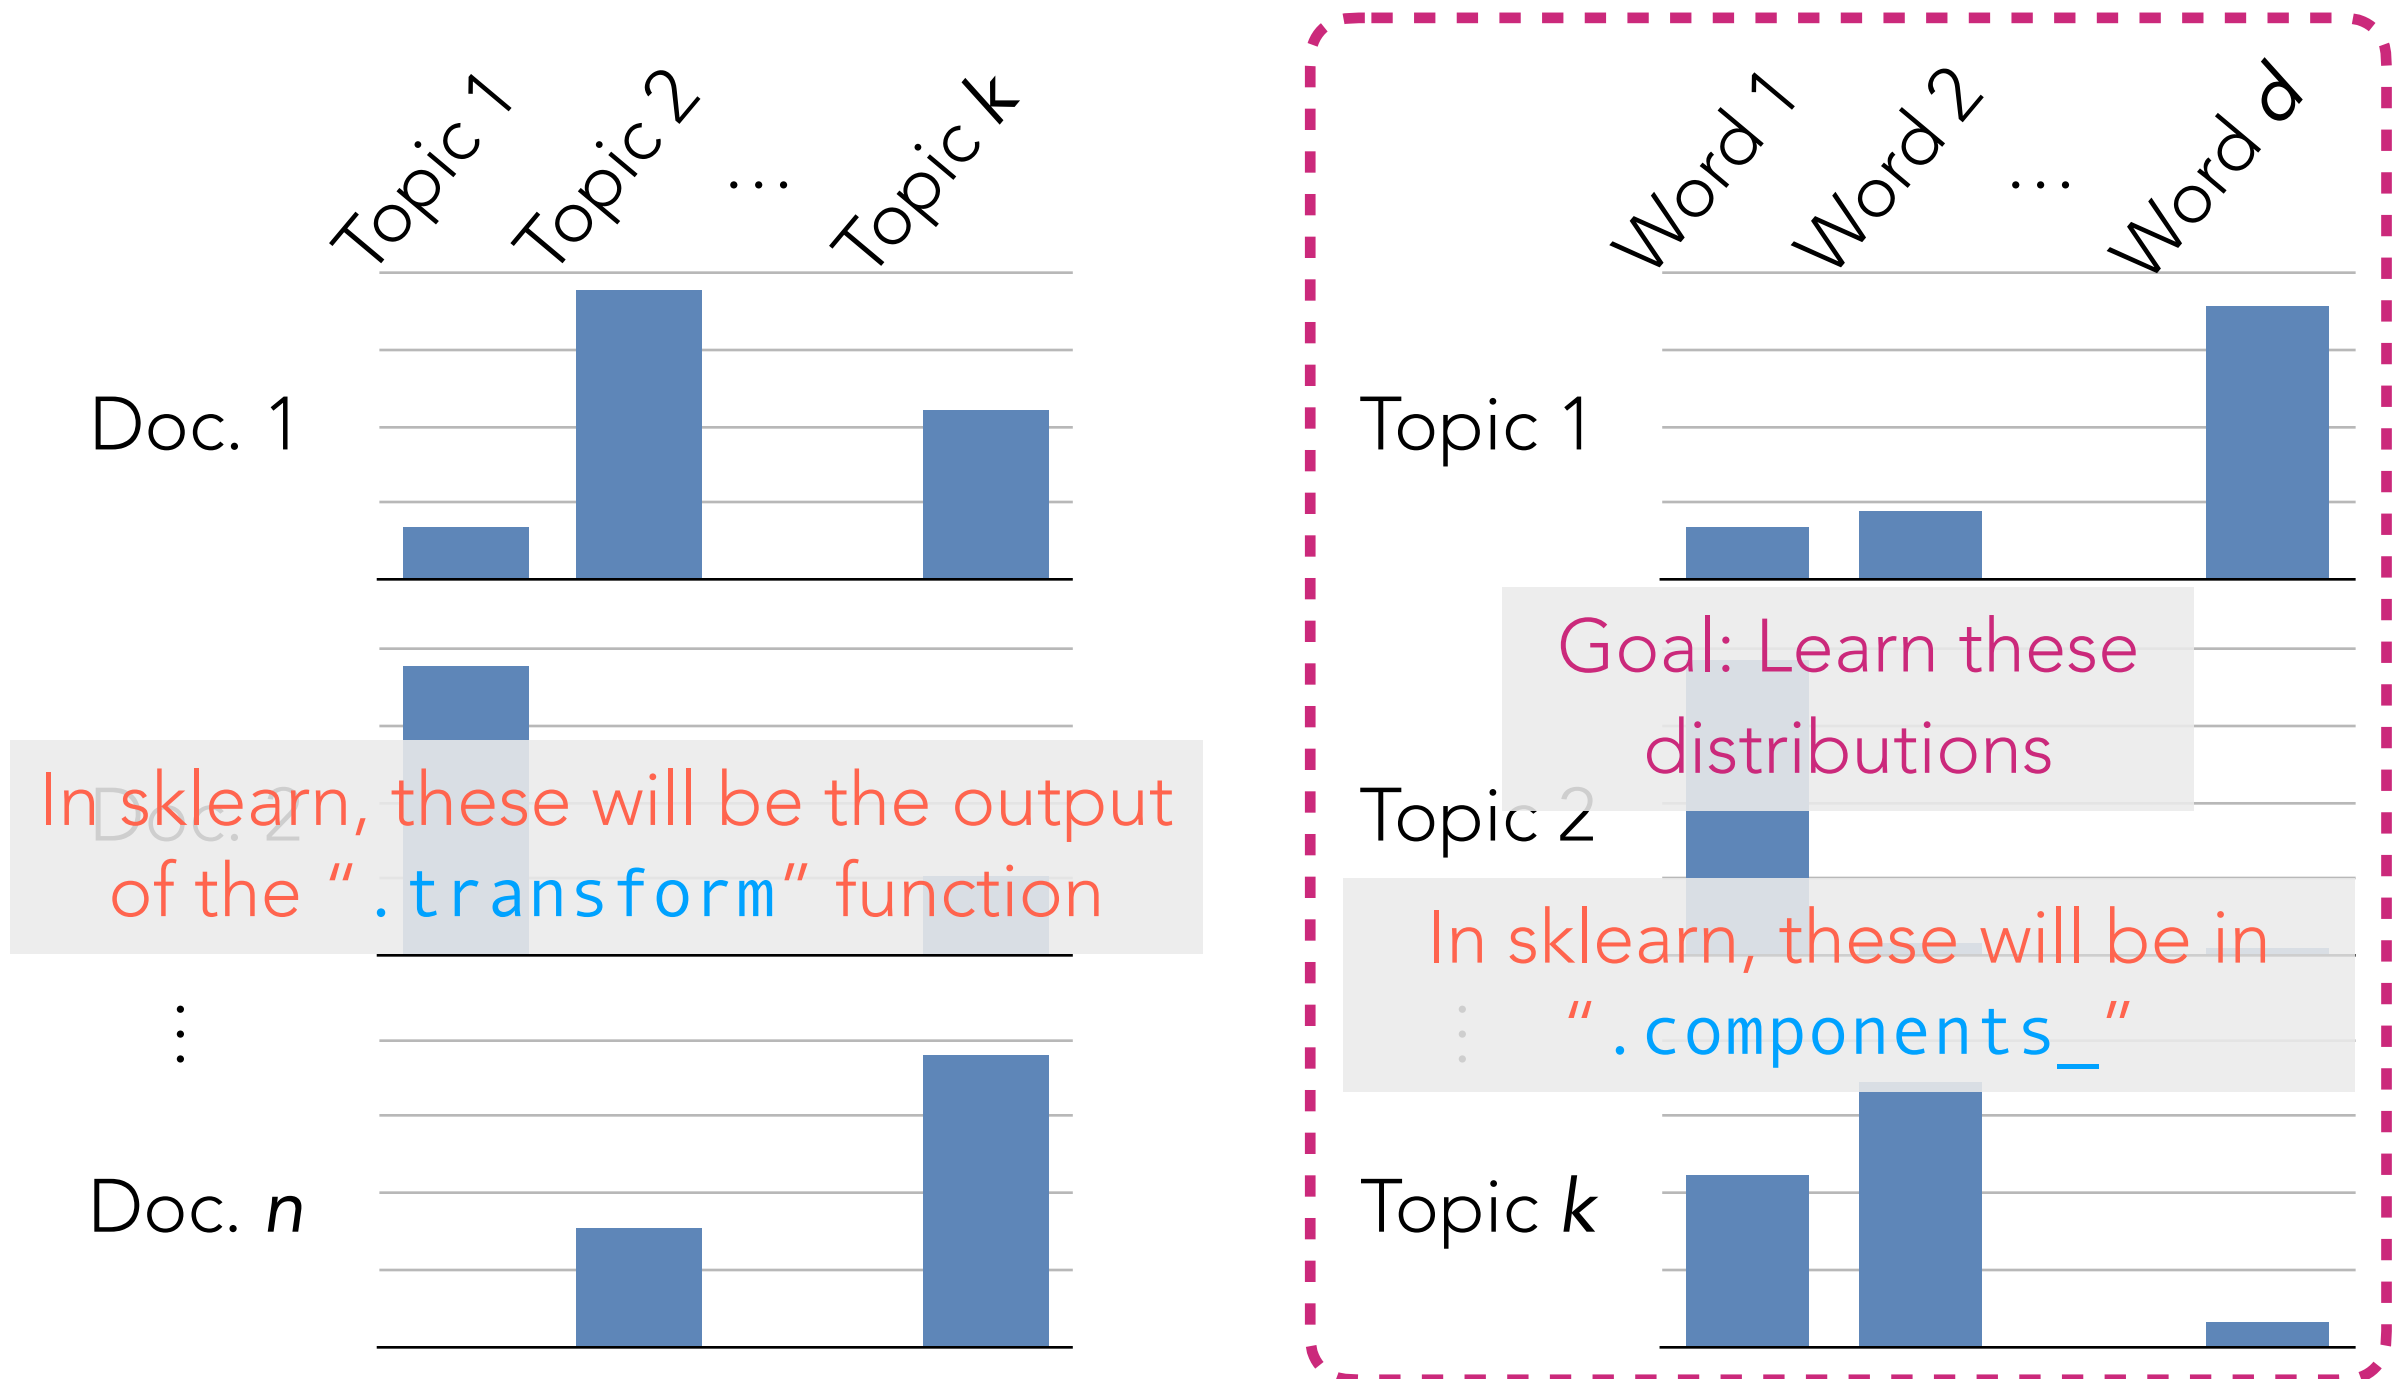 Topic 1
Topic 2
...
Topic k
Doc. 1
Doc. 2
In sklearn, these will be the output
of the “.transform” function
⋮
Doc. n
Word 1
Word 2
...
Word d
Topic 1
Goal: Learn these
distributions
Topic 2
In sklearn, these will be in
“.components_”
⋮
Topic k